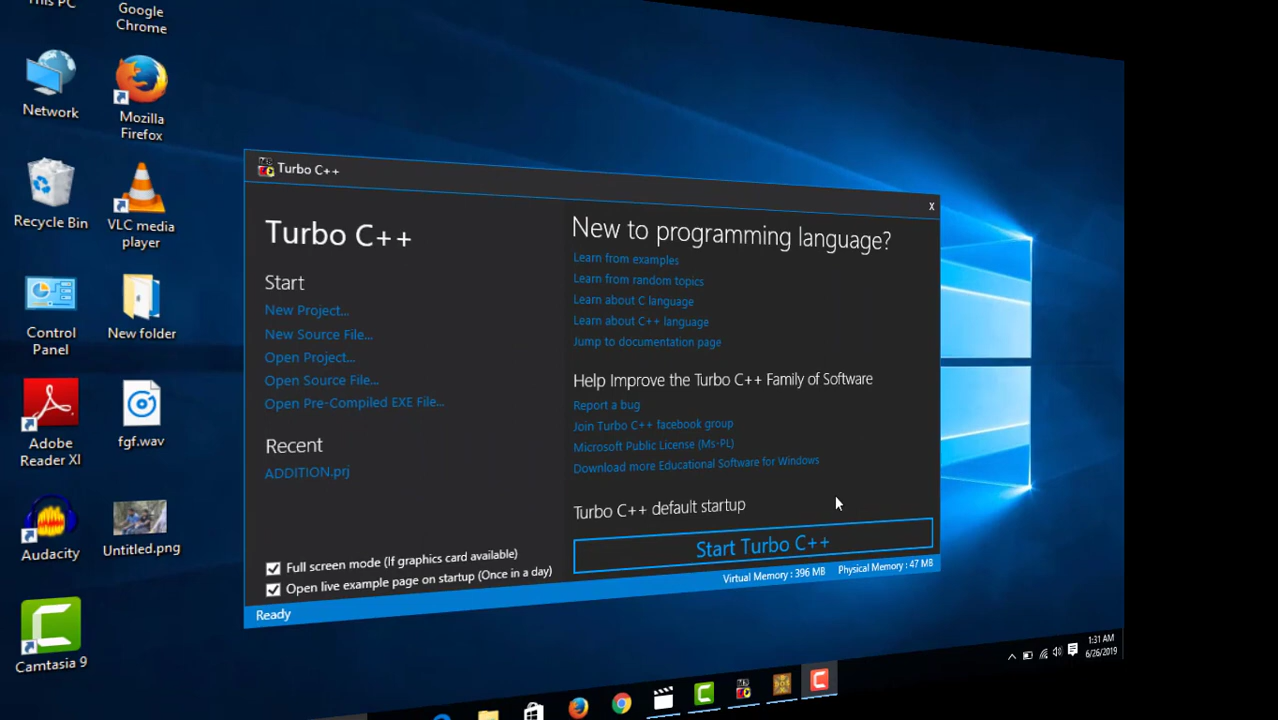 This PC
Google
Chrome
Network
Mozilla
Firefox
Recycle Bin
VLC media
player
Control
Panel
New folder
Adobe
Reader XI
fgf.wav
Audacity
Untitled.png
Camtasia 9
Turbo C++
x
Turbo C++
Start
New Project...
New Source File...
Open Project...
Open Source File...
Open Pre-Compiled EXE File...
Recent
ADDITION.prj
Full screen mode (If graphics card available)
Open live example page on startup (Once in a day)
New to programming language?
Learn from examples
Learn from random topics
Learn about C language
Learn about C++ language
Jump to documentation page
Help Improve the Turbo C++ Family of Software
Report a bug
Join Turbo C++ facebook group
Microsoft Public License (Ms-PL)
Download more Educational Software for Windows
Turbo C++ default startup
Start Turbo C++
Ready
Virtual Memory : 396 MB
Physical Memory : 47 MB
1:31 AM
6/26/2019